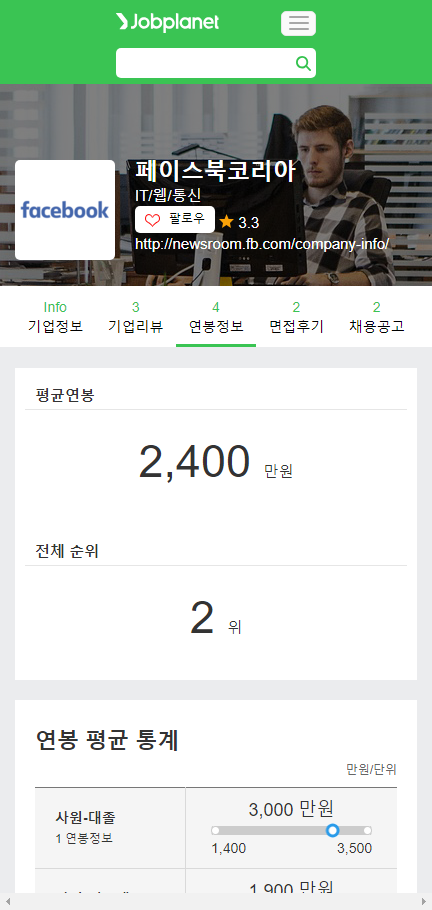 Jobplanet
페이스북코리아
facebook
IT/웹/통신
팔로우 3.3
http://newsroom.fb.com/company-info/
Info 3 4 2 2
기업정보 기업리뷰 연봉정보 면접후기 채용공고
평균연봉
2,400 만원
전체 순위
2 위
연봉 평균 통계
만원/단위
사원-대졸
1 연봉정보
3,000 만원
1,400 3,500
1,900 만원